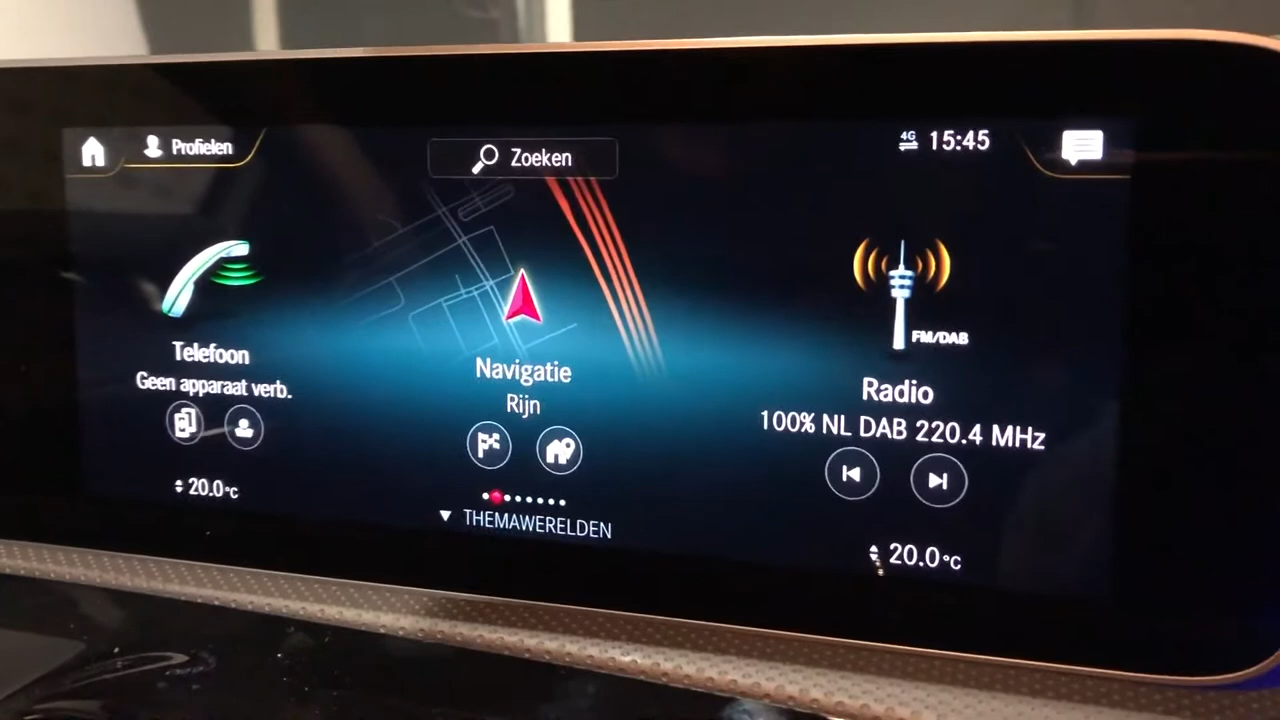 Profielen
Zoeken
4G
15:45
Telefoon
Geen apparaat verb.
20.0°C
Navigatie
Rijn
THEMAWERELDEN
FM/DAB
Radio
100% NL DAB 220.4 MHz
20.0°C